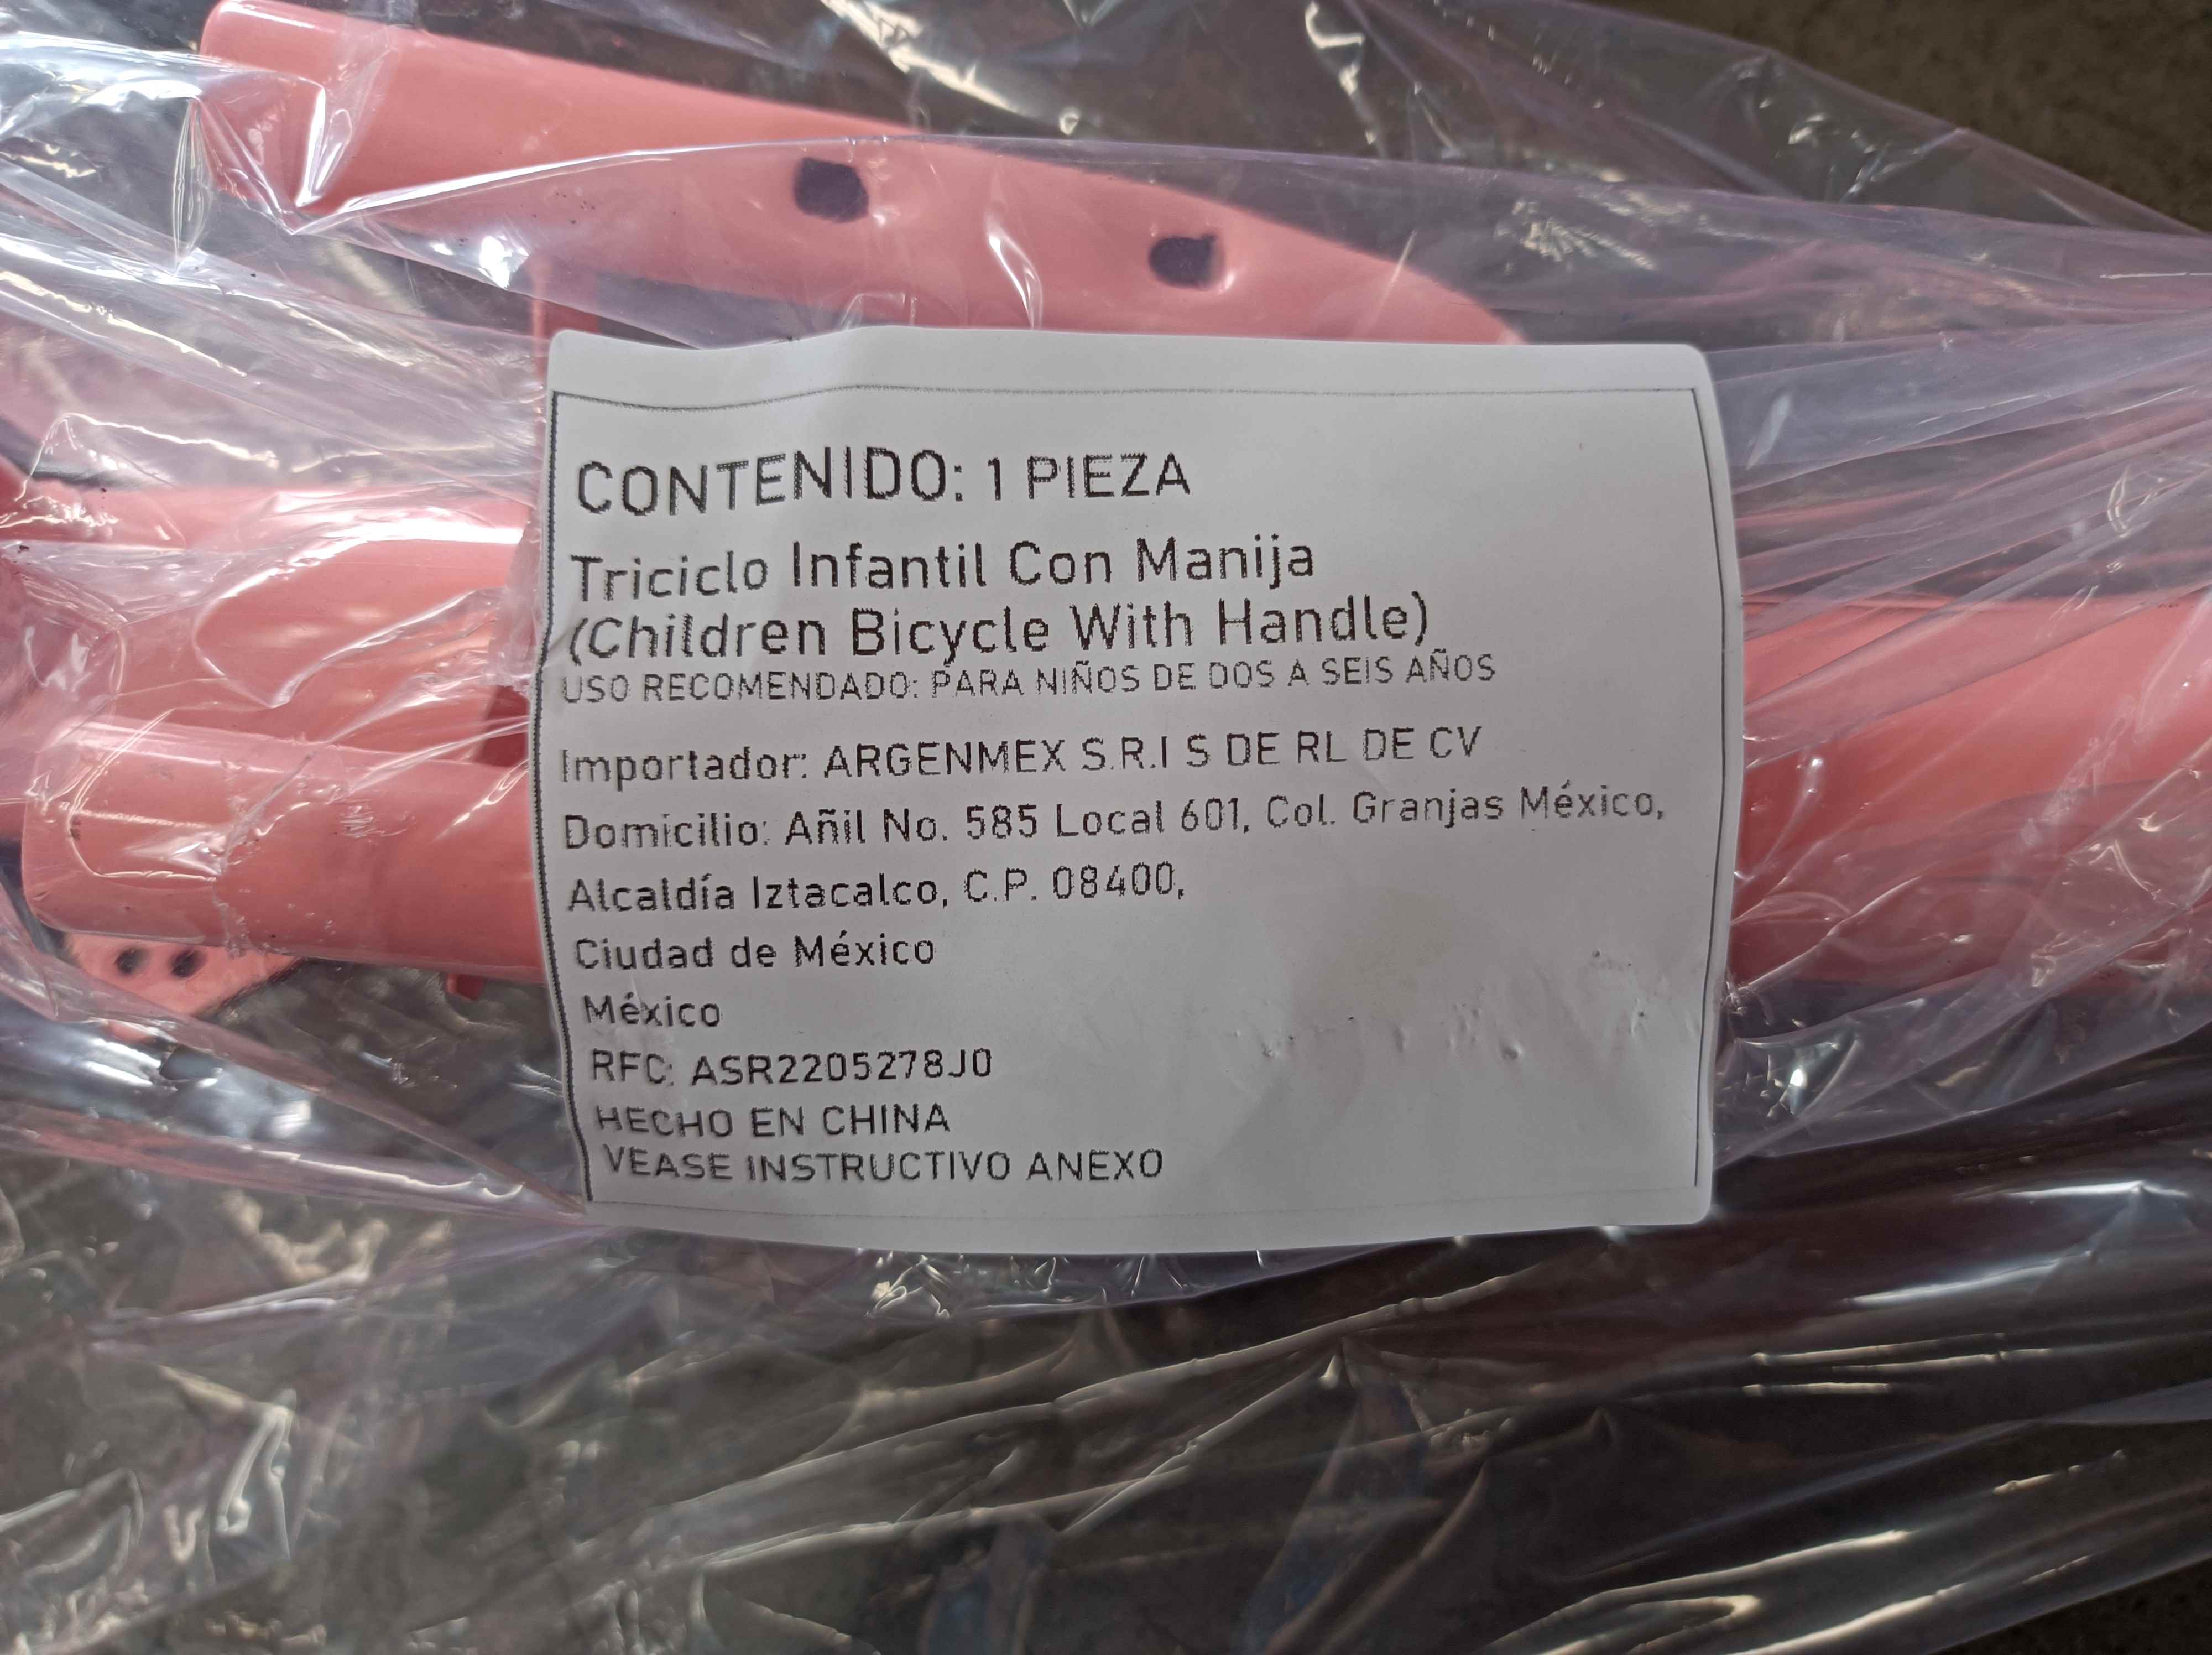 CONTENIDO: 1 PIEZA
Triciclo Infantil Con Manija
(Children Bicycle With Handle)
USO RECOMENDADO: PARA NIÑOS DE DOS A SEIS AÑOS
Importador: ARGENMEX S.R.I S DE RL DE CV
Domicilio: Añil No. 585 Local 601, Col. Granjas México,
Alcaldía Iztacalco, C.P. 08400,
Ciudad de México
México
RFC: ASR2205278J0
HECHO EN CHINA
VEASE INSTRUCTIVO ANEXO